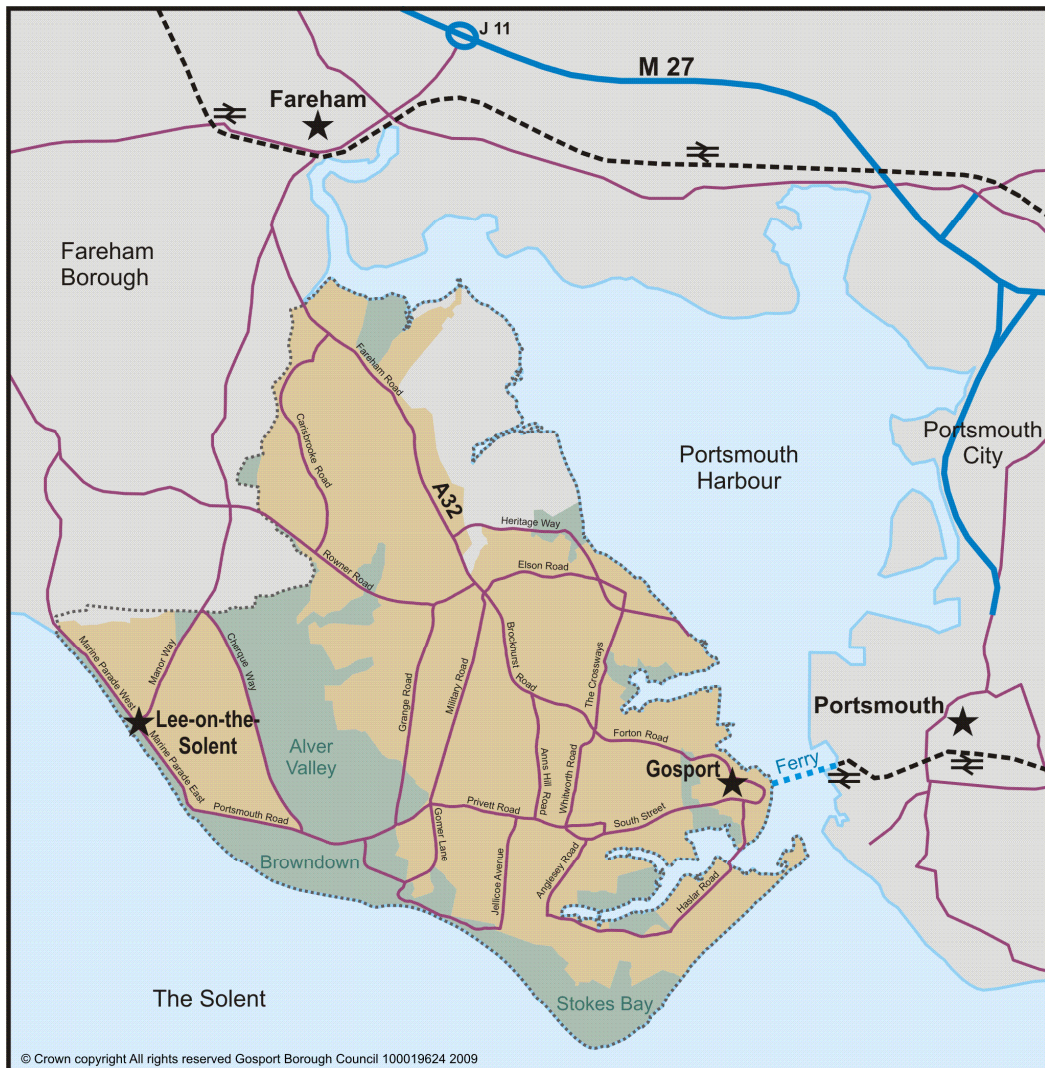 J 11
M 27
Fareham
Fareham
Borough
Portsmouth
City
Portsmouth
Harbour
Fareham Road
Carisbrooke Road
A32
Heritage Way
Rowner Road
Elson Road
Brockhurst Road
The Crossways
Marine Parade West
Manor Way
Cherque Way
Grange Road
Military Road
Lee-on-the-
Solent
Marine Parade East
Alver
Valley
Portsmouth Road
Anns Hill Road
Whitworth Road
Forton Road
Gosport
Ferry
Portsmouth
Privett Road
South Street
Gomer Lane
Browndown
Jellicoe Avenue
Anglesey Road
Haslar Road
The Solent
Stokes Bay
© Crown copyright All rights reserved Gosport Borough Council 100019624 2009